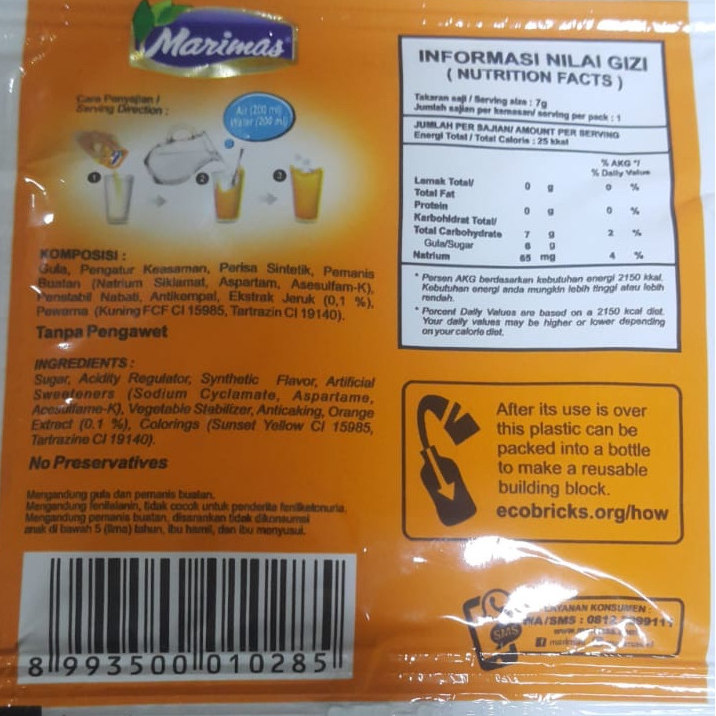 Marimas
Cara Penyajian /
Serving Direction :
Air (200 ml)
Water (200 ml)
1
2
3
KOMPOSISI :
Gula, Pengatur Keasaman, Perisa Sintetik, Pemanis
Buatan (Natrium Siklamat, Aspartam, Asesulfam-K),
Penstabil Nabati, Antikempal, Ekstrak Jeruk (0,1 %),
Pewarna (Kuning FCF CI 15985, Tartrazin CI 19140).
Tanpa Pengawet
INGREDIENTS :
Sugar, Acidity Regulator, Synthetic Flavor, Artificial
Sweeteners (Sodium Cyclamate, Aspartame,
Acesulfame-K), Vegetable Stabilizer, Anticaking, Orange
Extract (0.1 %), Colorings (Sunset Yellow CI 15985,
Tartrazine CI 19140).
No Preservatives
Mengandung gula dan pemanis buatan.
Mengandung fenilalanin, tidak cocok untuk penderita fenilketonuria.
Mengandung pemanis buatan, disarankan tidak dikonsumsi
anak di bawah 5 (lima) tahun, ibu hamil, dan ibu menyusui.
8 993500 010285
INFORMASI NILAI GIZI
( NUTRITION FACTS )
Takaran saji / Serving size : 7g
Jumlah sajian per kemasan/ serving per pack : 1
JUMLAH PER SAJIAN/ AMOUNT PER SERVING
Energi Total / Total Caloris : 25 kkal
% AKG */
% Daily Value
Lemak Total/
Total Fat 0 g 0 %
Protein 0 g 0 %
Karbohidrat Total/
Total Carbohydrate 7 g 2 %
Gula/Sugar 6 g
Natrium 65 mg 4 %
* Persen AKG berdasarkan kebutuhan energi 2150 kkal.
Kebutuhan energi anda mungkin lebih tinggi atau lebih
rendah.
* Percent Daily Values are based on a 2150 kcal diet.
Your daily values may be higher or lower depending
on your calorie diet.
After its use is over
this plastic can be
packed into a bottle
to make a reusable
building block.
ecobricks.org/how
KONSUMEN :
WA/SMS :
SMS